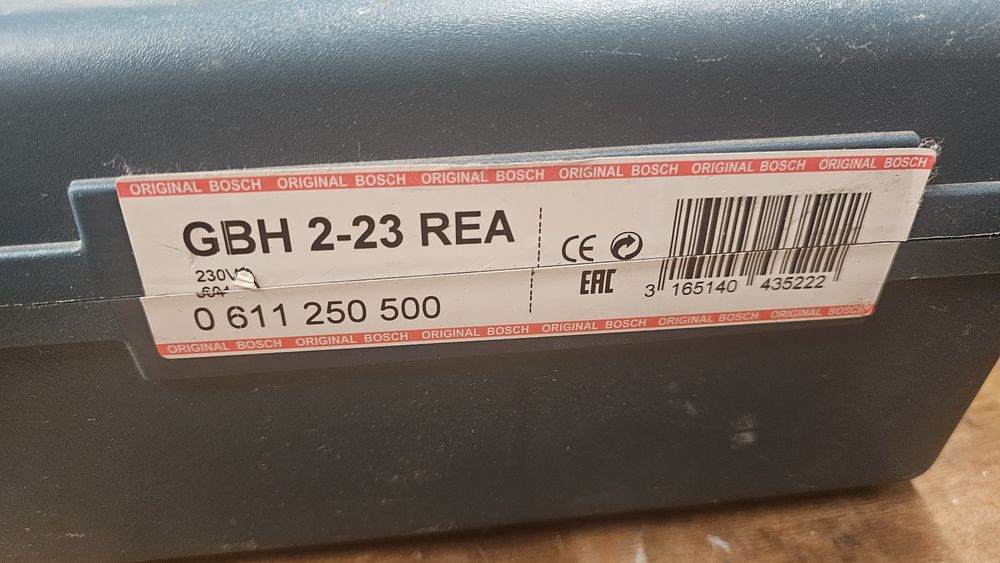 ORIGINAL BOSCH ORIGINAL BOSCH ORIGINAL BOSCH ORIGINAL BOSCH ORIGINAL BOSCH ORIGINAL BOSCH
GBH 2-23 REA
230V
0 611 250 500
CE
EAC
3 165140 435222
ORIGINAL BOSCH ORIGINAL BOSCH ORIGINAL BOSCH ORIGINAL BOSCH ORIGINAL BOSCH ORIGINAL BOSCH